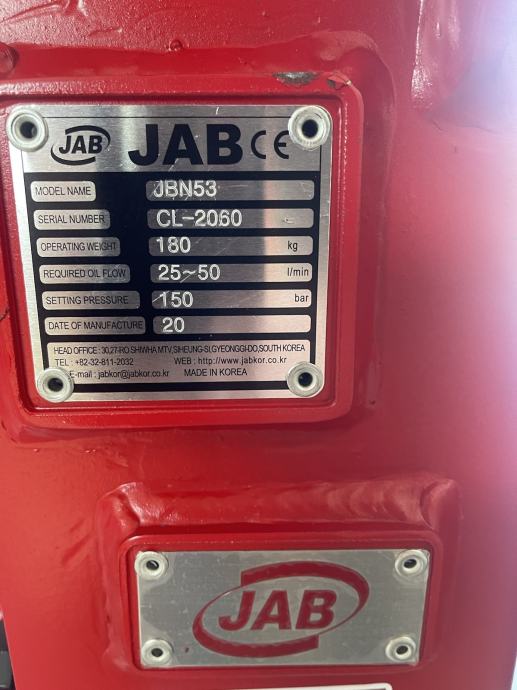 JAB JAB CE
MODEL NAME JBN53
SERIAL NUMBER CL-2060
OPERATING WEIGHT 180 kg
REQUIRED OIL FLOW 25~50 l/min
SETTING PRESSURE 150 bar
DATE OF MANUFACTURE 20
HEAD OFFICE : 30,27-RO SHIWHA MTV,SIHEUNG-SI,GYEONGGI-DO,SOUTH KOREA
TEL : +82-32-811-2032 WEB : http://www.jabkor.co.kr
E-mail : jabkor@jabkor.co.kr MADE IN KOREA
JAB